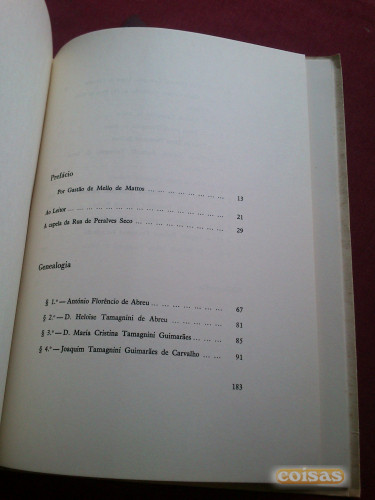 Prefácio
Por Gastão de Mello de Mattos ... ... ... ... ... ... ... ... 13
Ao Leitor ... ... ... ... ... ... ... ... ... ... ... ... 21
A capela da Rua de Peralves Seco ... ... ... ... ... ... ... 29
Genealogia
§ 1.º — António Florêncio de Abreu ... ... ... ... ... ... 67
§ 2.º — D. Heloise Tamagnini de Abreu ... ... ... ... ... 81
§ 3.º — D. Maria Cristina Tamagnini Guimarães ... ... ... 85
§ 4.º — Joaquim Tamagnini Guimarães de Carvalho ... ... 91
183
coisas